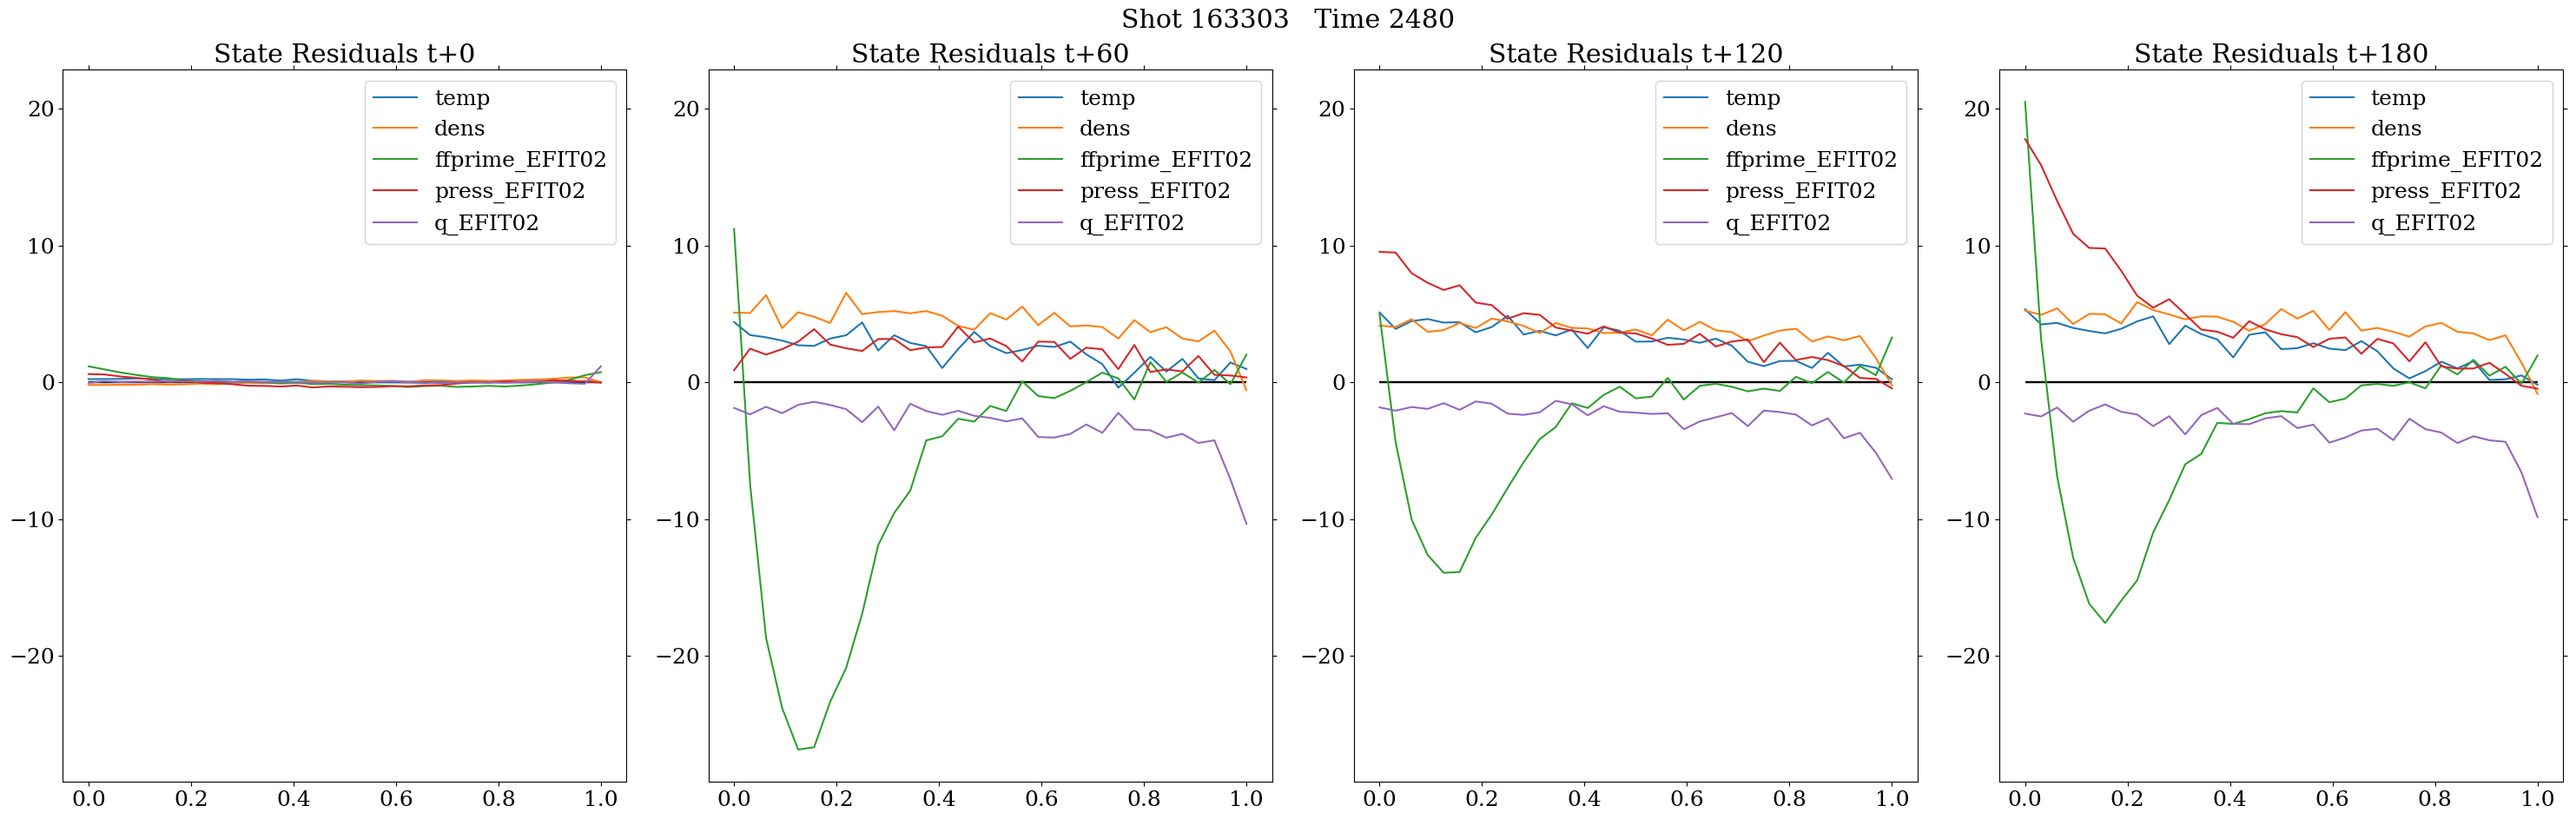 Shot 163303   Time 2480
State Residuals t+0
20
10
0
−10
−20
0.0 0.2 0.4 0.6 0.8 1.0
temp
dens
ffprime_EFIT02
press_EFIT02
q_EFIT02
State Residuals t+60
20
10
0
−10
−20
0.0 0.2 0.4 0.6 0.8 1.0
temp
dens
ffprime_EFIT02
press_EFIT02
q_EFIT02
State Residuals t+120
20
10
0
−10
−20
0.0 0.2 0.4 0.6 0.8 1.0
temp
dens
ffprime_EFIT02
press_EFIT02
q_EFIT02
State Residuals t+180
20
10
0
−10
−20
0.0 0.2 0.4 0.6 0.8 1.0
temp
dens
ffprime_EFIT02
press_EFIT02
q_EFIT02